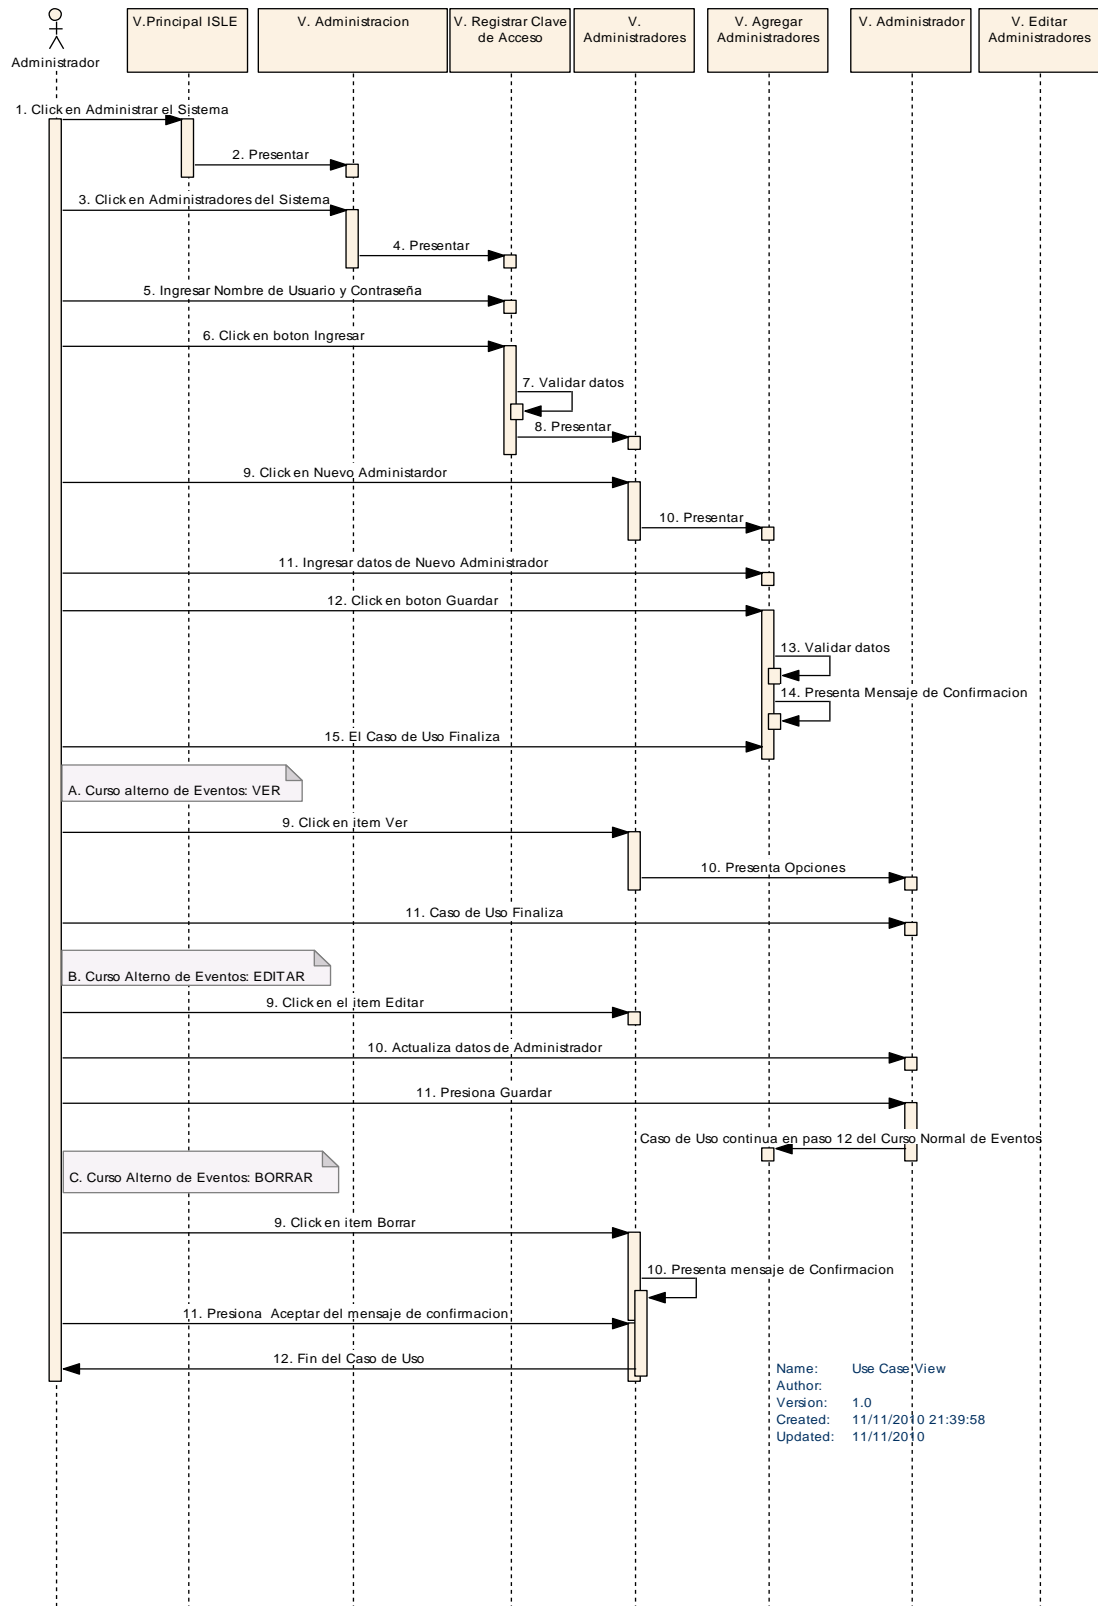 Administrador
V.Principal ISLE
V. Administracion
V. Registrar Clave
de Acceso
V.
Administradores
V. Agregar
Administradores
V. Administrador
V. Editar
Administradores
1. Click en Administrar el Sistema
2. Presentar
3. Click en Administradores del Sistema
4. Presentar
5. Ingresar Nombre de Usuario y Contraseña
6. Click en boton Ingresar
7. Validar datos
8. Presentar
9. Click en Nuevo Administardor
10. Presentar
11. Ingresar datos de Nuevo Administrador
12. Click en boton Guardar
13. Validar datos
14. Presenta Mensaje de Confirmacion
15. El Caso de Uso Finaliza
A. Curso alterno de Eventos: VER
9. Click en item Ver
10. Presenta Opciones
11. Caso de Uso Finaliza
B. Curso Alterno de Eventos: EDITAR
9. Click en el item Editar
10. Actualiza datos de Administrador
11. Presiona Guardar
Caso de Uso continua en paso 12 del Curso Normal de Eventos
C. Curso Alterno de Eventos: BORRAR
9. Click en item Borrar
10. Presenta mensaje de Confirmacion
11. Presiona  Aceptar del mensaje de confirmacion
12. Fin del Caso de Uso
Name: Use Case View
Author:
Version: 1.0
Created: 11/11/2010 21:39:58
Updated: 11/11/2010